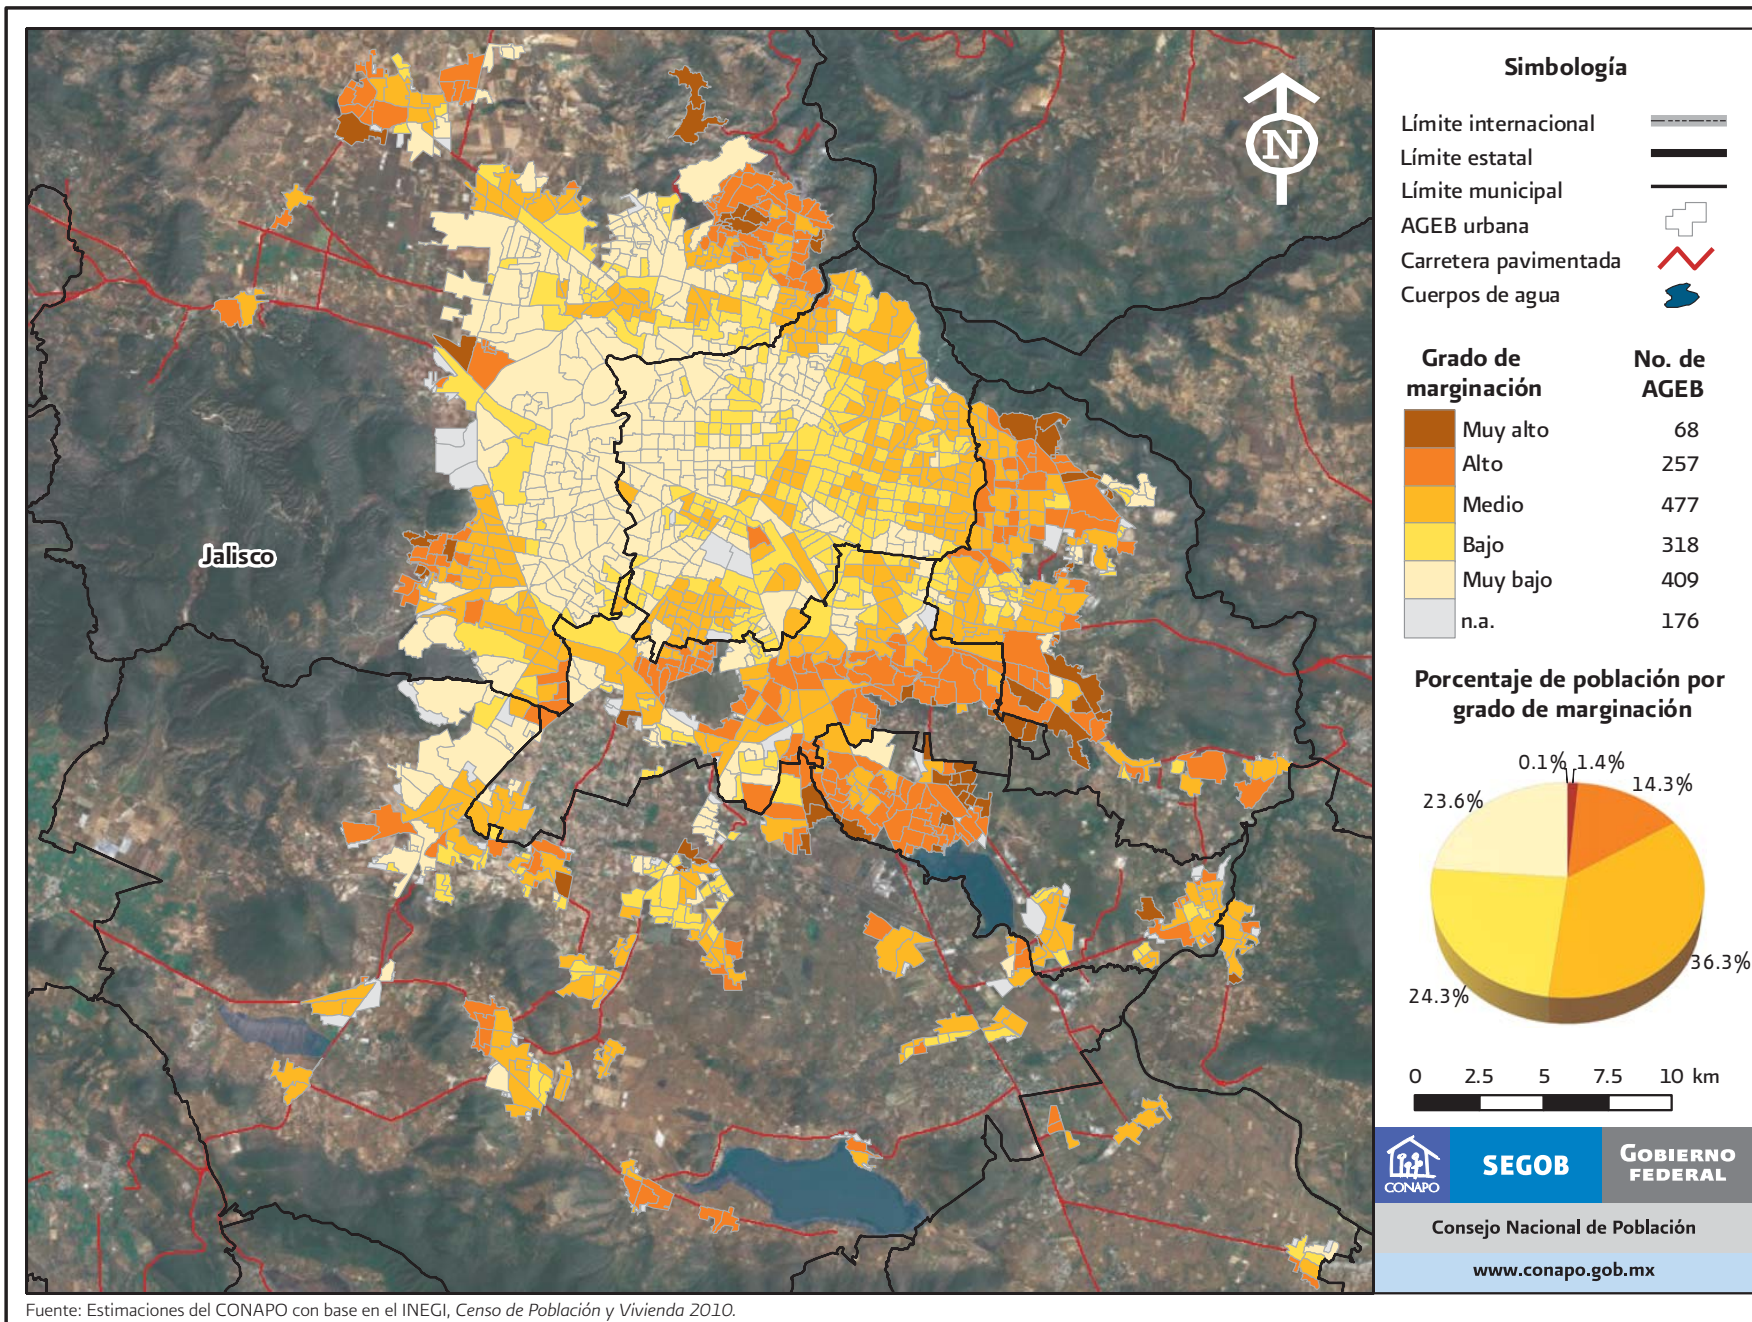 Jalisco
N
Simbología
Límite internacional
Límite estatal
Límite municipal
AGEB urbana
Carretera pavimentada
Cuerpos de agua
Grado de marginación
No. de AGEB
Muy alto 68
Alto 257
Medio 477
Bajo 318
Muy bajo 409
n.a. 176
Porcentaje de población por
grado de marginación
0.1% 1.4%
14.3%
23.6%
36.3%
24.3%
0 2.5 5 7.5 10 km
CONAPO
SEGOB
GOBIERNO
FEDERAL
Consejo Nacional de Población
www.conapo.gob.mx
Fuente: Estimaciones del CONAPO con base en el INEGI, Censo de Población y Vivienda 2010.